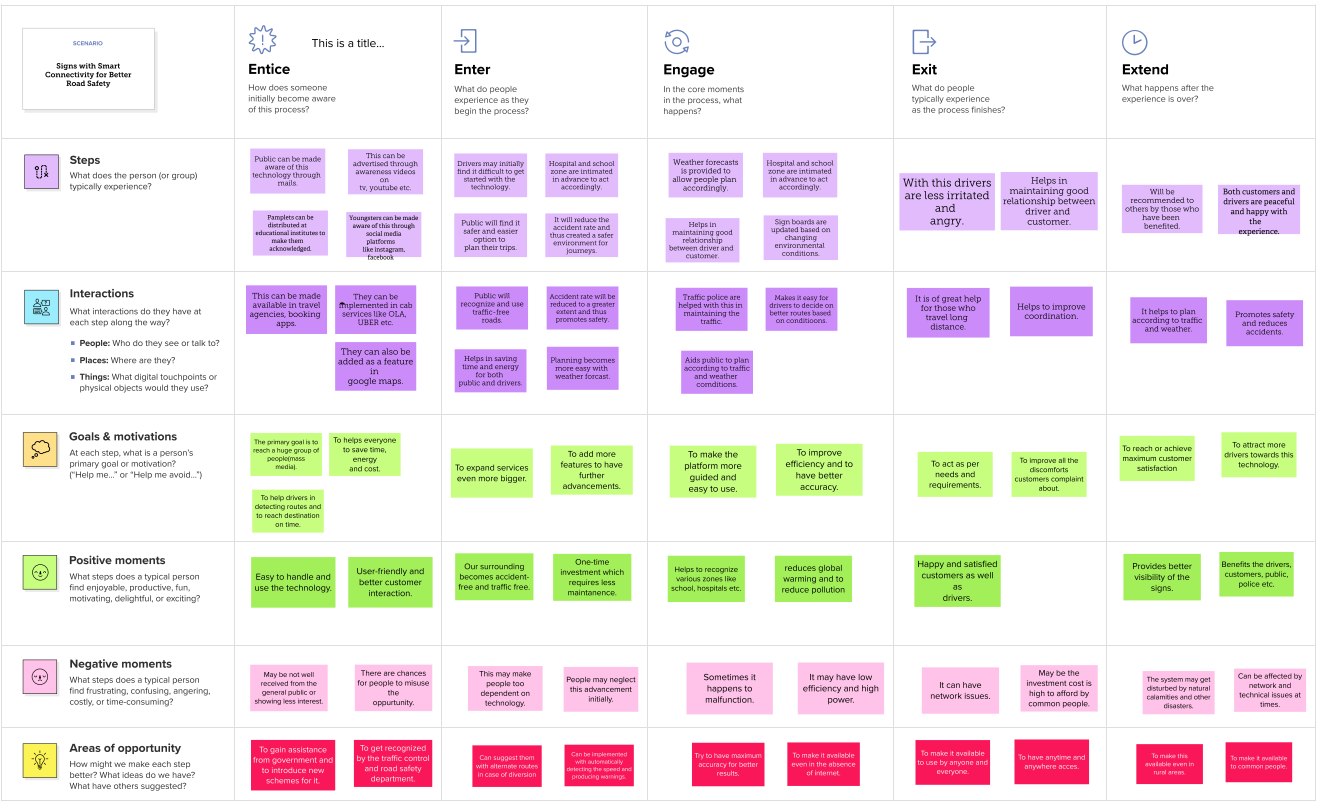 SCENARIO
Signs with Smart
Connectivity for Better
Road Safety
This is a title...
Entice
How does someone
initially become aware
of this process?
Enter
What do people
experience as they
begin the process?
Engage
In the core moments
in the process, what
happens?
Exit
What do people
typically experience
as the process finishes?
Extend
What happens after the
experience is over?
Steps
What does the person (or group)
typically experience?
Public can be made
aware of this
technology through
mails.
This can be
advertised through
awareness videos
on
tv, youtube etc.
Pamplets can be
distributed at
educational institutes to
make them
acknowledged.
Youngsters can be made
aware of this through
social media
platforms
like instagram,
facebook
Drivers may initially
find it difficult to get
started with the
technology.
Hospital and school
zone are intimated
in advance to act
accordingly.
Public will find it
safer and easier
option to
plan their trips.
It will reduce the
accident rate and
thus created a safer
environment for
journeys.
Weather forecasts
is provided to
allow people plan
accordingly.
Hospital and school
zone are intimated
in advance to act
accordingly.
Helps in
maintaining good
relationship
between driver and
customer.
Sign boards are
updated based on
changing
environmental
conditions.
With this drivers
are less irritated
and
angry.
Helps in
maintaining good
relationship between
driver and
customer.
Will be
recommended to
others by those who
have been
benefited.
Both customers and
drivers are peaceful
and happy with
the
experience.
Interactions
What interactions do they have at
each step along the way?
People: Who do they see or talk to?
Places: Where are they?
Things: What digital touchpoints or
physical objects would they use?
This can be made
available in travel
agencies, booking
apps.
They can be
implemented in cab
services like OLA,
UBER etc.
They can also be
added as a feature
in
google maps.
Public will
recognize and use
traffic-free
roads.
Accident rate will be
reduced to a greater
extent and thus
promotes safety.
Helps in saving
time and energy
for both
public and drivers.
Planning becomes
more easy with
weather forcast.
Traffic police are
helped with this in
maintaining the
traffic.
Makes it easy for
drivers to decide on
better routes based
on conditioons.
Aids public to plan
according to traffic
and weather
comditions.
It is of great help
for those who
travel long
distance.
Helps to improve
coordination.
It helps to plan
according to traffic
and weather.
Promotes safety
and reduces
accidents.
Goals & motivations
At each step, what is a person's
primary goal or motivation?
("Help me..." or "Help me avoid...")
The primary goal is to
reach a huge group of
people(mass
media).
To helps everyone
to save time,
energy
and cost.
To help drivers in
detecting routes and
to reach destination
on time.
To expand services
even more bigger.
To add more
features to have
further
advancements.
To make the
platform more
guided and
easy to use.
To improve
efficiency and to
have better
accuracy.
To act as per
needs and
requirements.
To improve all the
discomforts
customers complaint
about.
To reach or achieve
maximum customer
satisfaction
To attract more
drivers towards this
technology.
Positive moments
What steps does a typical person
find enjoyable, productive, fun,
motivating, delightful, or exciting?
Easy to handle and
use the technology.
User-friendly and
better customer
interaction.
Our surrounding
becomes accident-
free and traffic free.
One-time
investment which
requires less
maintanence.
Helps to recognize
various zones like
school, hospitals etc.
reduces global
warming and to
reduce pollution
Happy and satisfied
customers as well
as
drivers.
Provides better
visibility of the
signs.
Benefits the drivers,
customers, public,
police etc.
Negative moments
What steps does a typical person
find frustrating, confusing, angering,
costly, or time-consuming?
May be not well
received from the
general public or
showing less interest.
There are chances
for people to misuse
the
oppurtunity.
This may make
people too
dependent on
technology.
People may neglect
this advancement
initially.
Sometimes it
happens to
malfunction.
It may have low
efficiency and high
power.
It can have
network issues.
May be the
investment cost is
high to afford by
common people.
The system may get
disturbed by natural
calamities and other
disasters.
Can be affected by
network and
technical issues at
times.
Areas of opportunity
How might we make each step
better? What ideas do we have?
What have others suggested?
To gain assistance
from government and
to introduce new
schemes for it.
To get recognized
by the traffic control
and road safety
department.
Can suggest them
with alternate routes
in case of diversion
Can be implemented
with automatically
detecting the speed and
producing warnings.
Try to have maximum
accuracy for better
results.
To make it available
even in the absence
of internet.
To make it available
to use by anyone and
everyone.
To have anytime and
anywhere acces.
To make this
available even in
rural areas.
To make it available
to common people.